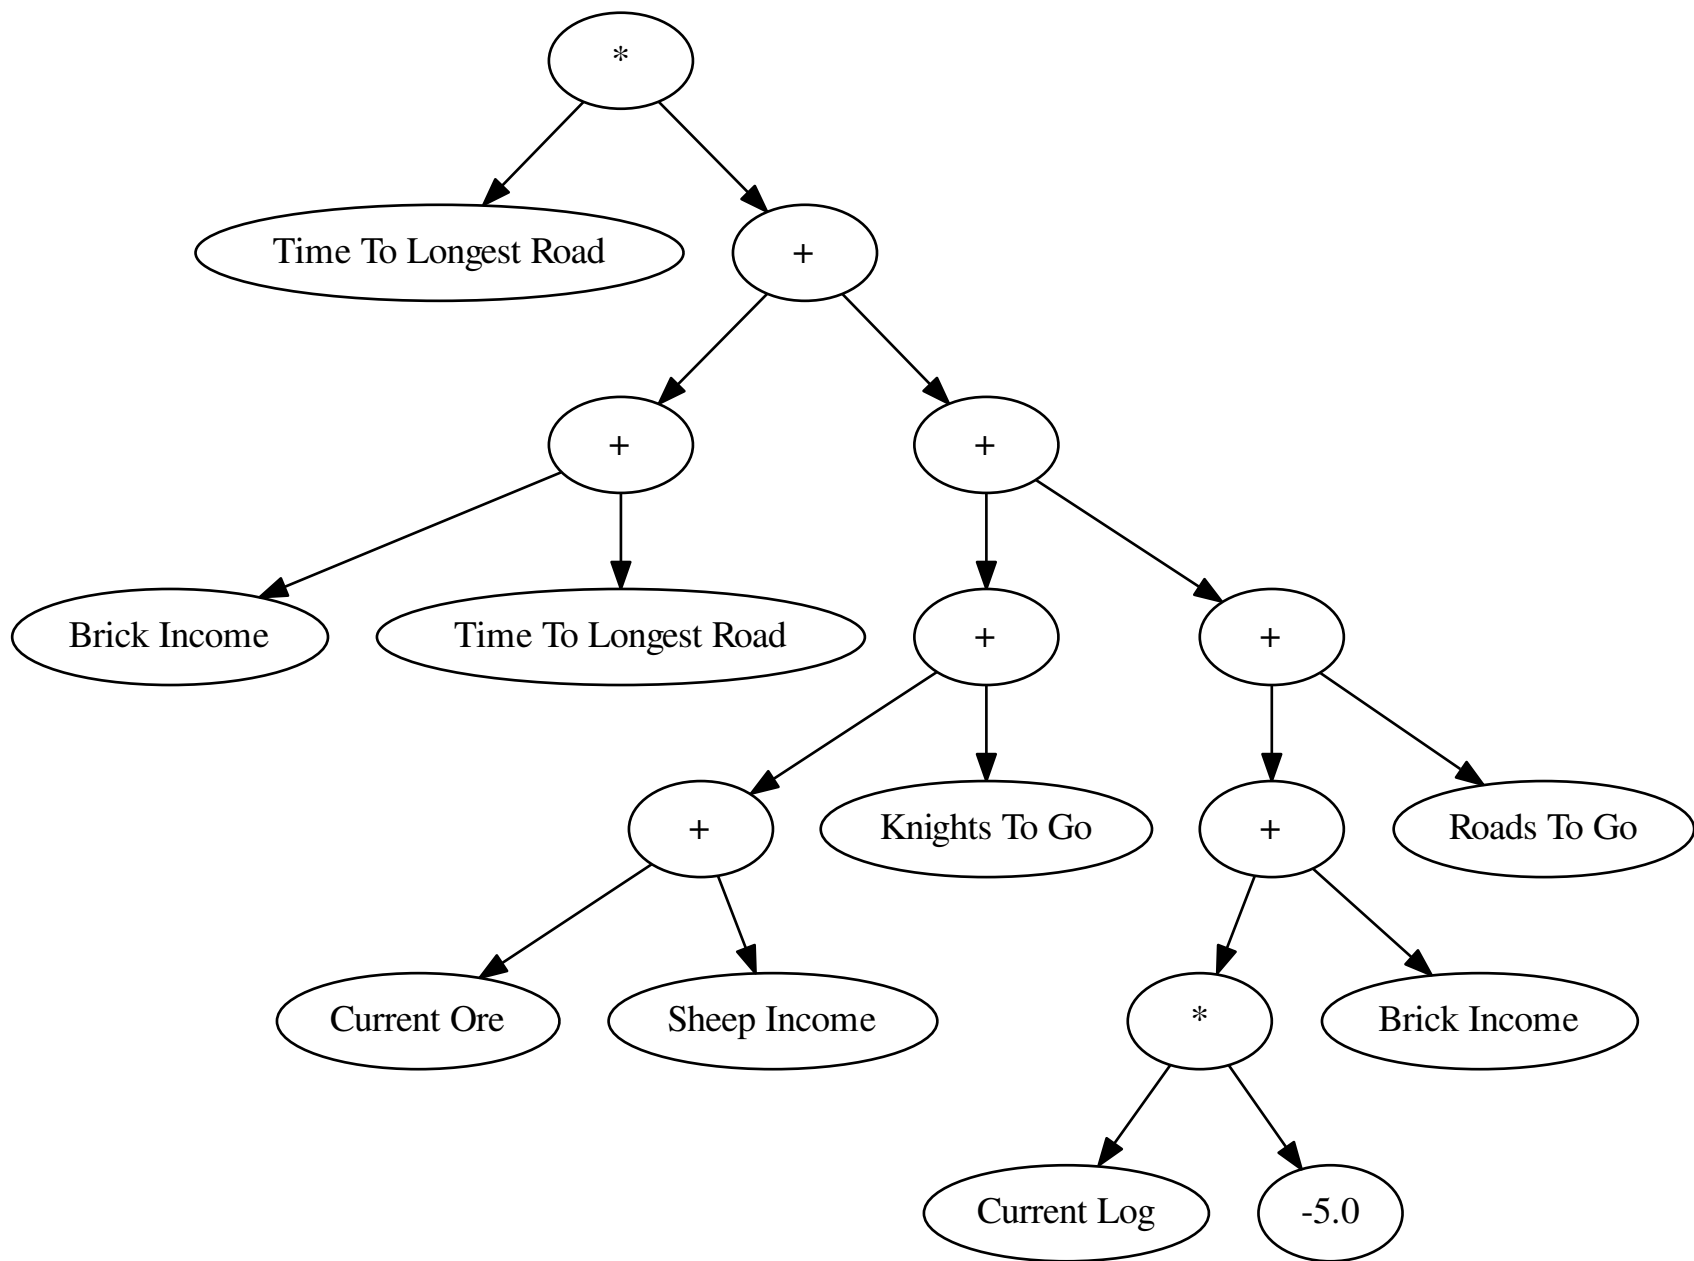 *
Time To Longest Road
+
+
+
Brick Income
Time To Longest Road
+
+
+
Knights To Go
+
Roads To Go
Current Ore
Sheep Income
*
Brick Income
Current Log
-5.0